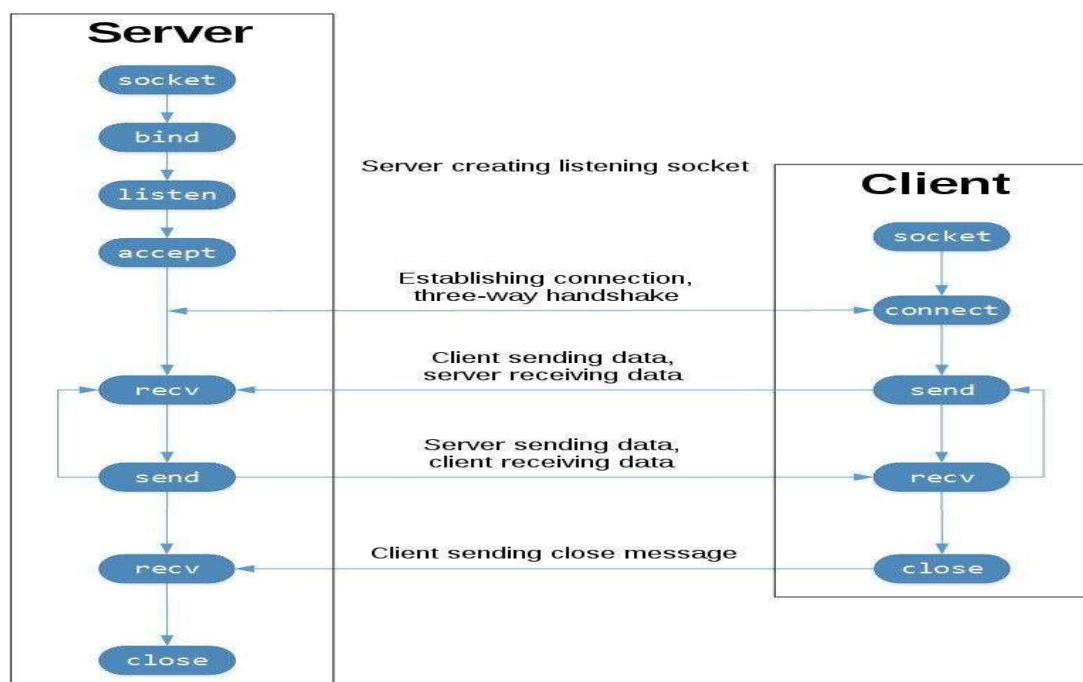 Server
socket
bind
listen
accept
recv
send
recv
close
Server creating listening socket
Establishing connection,
three-way handshake
Client sending data,
server receiving data
Server sending data,
client receiving data
Client sending close message
Client
socket
connect
send
recv
close